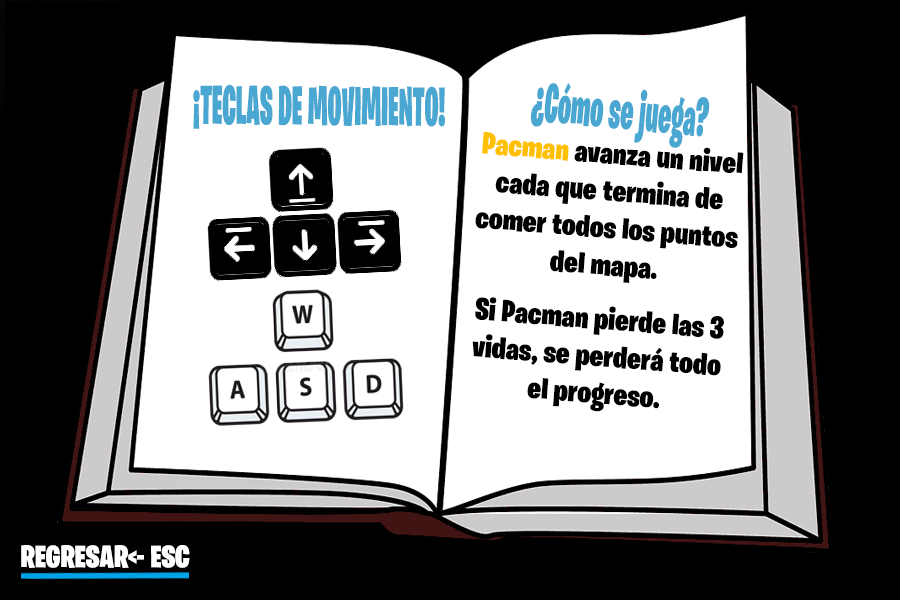 ¡TECLAS DE MOVIMIENTO!
W
A S D
¿Cómo se juega?
Pacman avanza un nivel
cada que termina de
comer todos los puntos
del mapa.
Si Pacman pierde las 3
vidas, se perderá todo
el progreso.
REGRESAR<- ESC